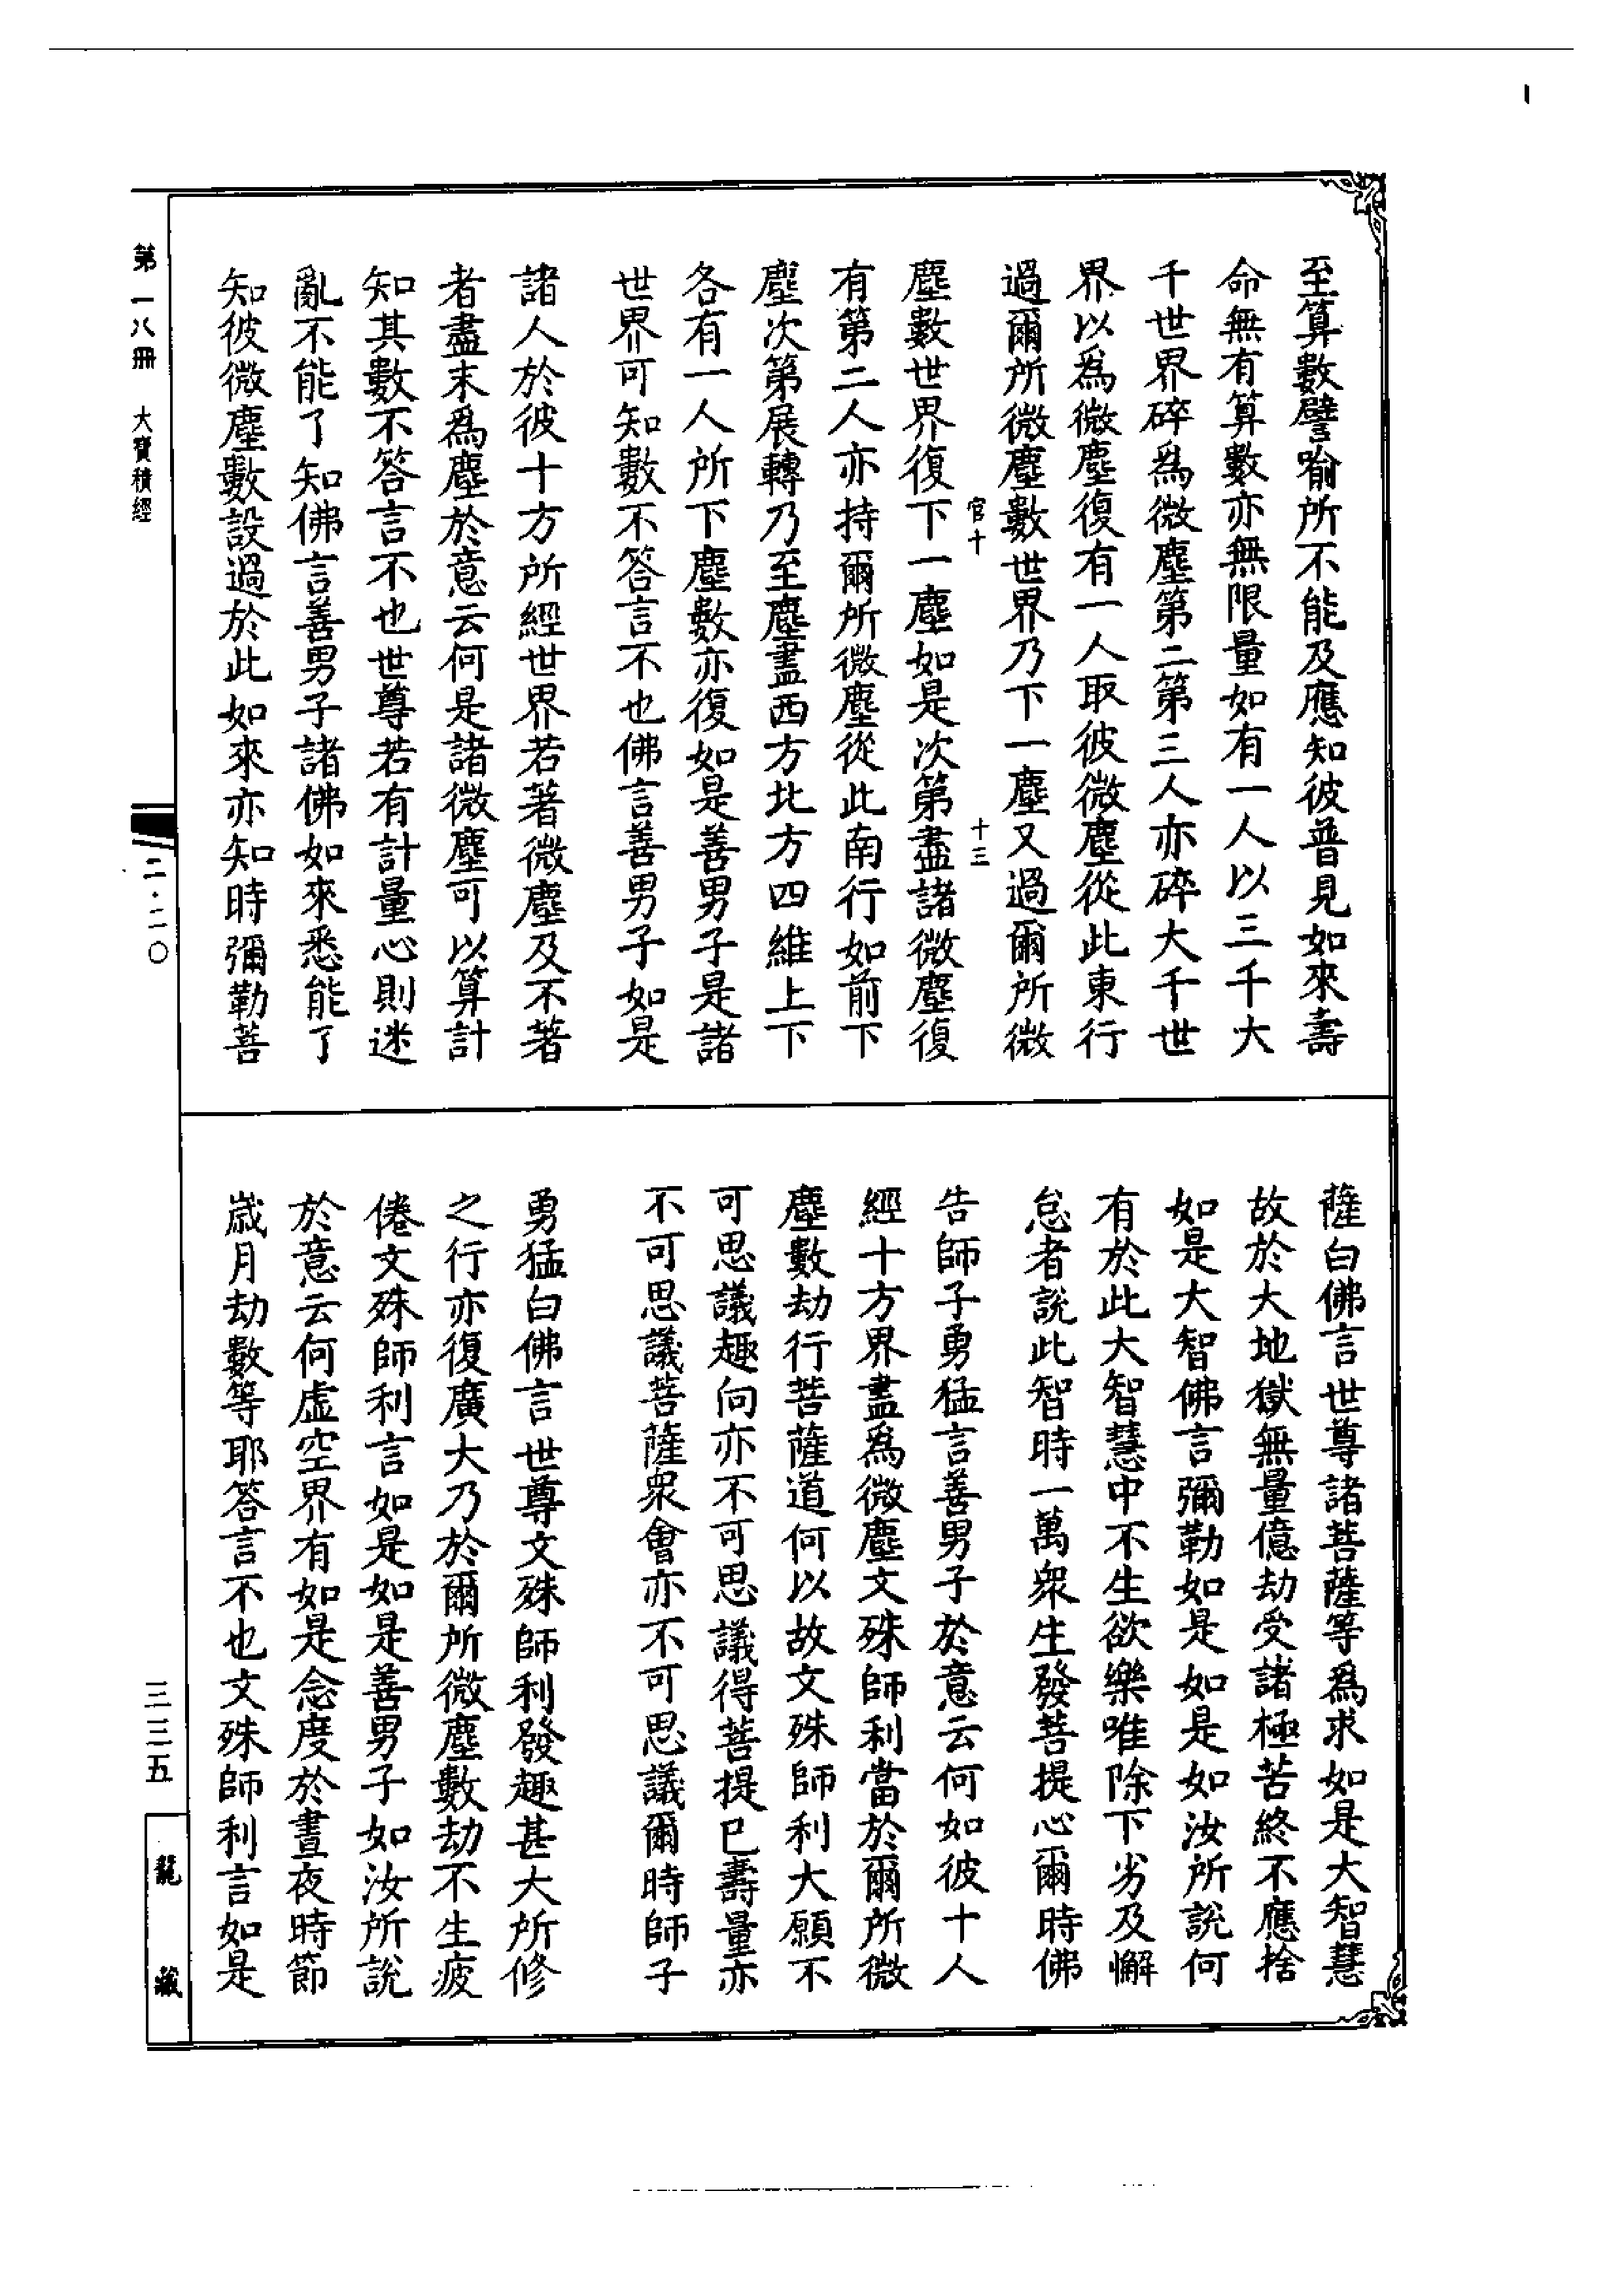 至算數譬喻所不能及應知彼普見如來壽
命無有算數亦無限量如有一人以三千大
千世界碎爲微塵第二第三人亦碎大千世
界以爲微塵復有一人取彼微塵從此東行
過爾所微塵數世界乃下一塵又過爾所微
官十
十三
塵數世界復下一塵如是次第盡諸微塵復
有第二人亦持爾所微塵從此南行如前下
塵次第展轉乃至塵盡西方北方四維上下
各有一人所下塵數亦復如是善男子是諸
世界可知數不答言不也佛言善男子如是
諸人於彼十方所經世界若著微塵及不著
者盡末爲塵於意云何是諸微塵可以算計
知其數不答言不也世尊若有計量心則迷
亂不能了知佛言善男子諸佛如來悉能了
知彼微塵數設過於此如來亦知時彌勒菩
薩白佛言世尊諸菩薩等爲求如是大智慧
故於大地獄無量億劫受諸極苦終不應捨
如是大智佛言彌勒如是如是如汝所說何
有於此大智慧中不生欲樂唯除下劣及懈
怠者說此智時一萬衆生發菩提心爾時佛
告師子勇猛言善男子於意云何如彼十人
經十方界盡爲微塵文殊師利當於爾所微
塵數劫行菩薩道何以故文殊師利大願不
可思議趣向亦不可思議得菩提已壽量亦
不可思議菩薩衆會亦不可思議爾時師子
勇猛白佛言世尊文殊師利發趣甚大所修
之行亦復廣大乃於爾所微塵數劫不生疲
倦文殊師利言如是如是善男子如汝所說
於意云何虛空界有如是念度於晝夜時節
歲月劫數等耶答言不也文殊師利言如是
第一八冊 大寶積經
二·二〇
三三五
龍藏